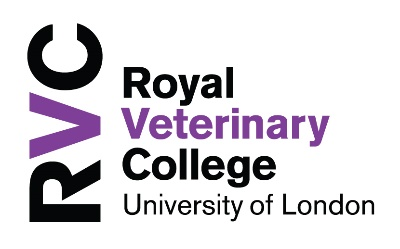 RVC
Royal
Veterinary
College
University of London